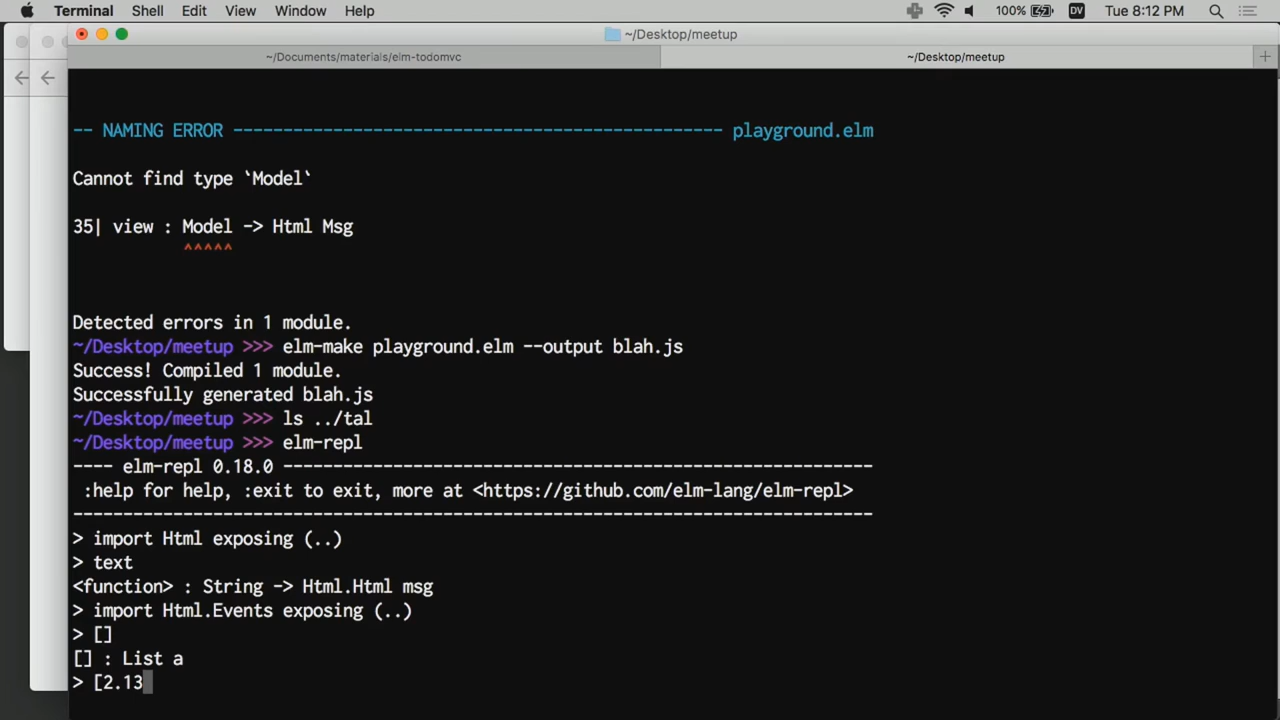 Terminal Shell Edit View Window Help 100% DV Tue 8:12 PM
~/Desktop/meetup
~/Documents/materials/elm-todomvc ~/Desktop/meetup +
-- NAMING ERROR ------------------------------------------------- playground.elm
Cannot find type `Model`
35| view : Model -> Html Msg
^^^^^
Detected errors in 1 module.
~/Desktop/meetup >>> elm-make playground.elm --output blah.js
Success! Compiled 1 module.
Successfully generated blah.js
~/Desktop/meetup >>> ls ../tal
~/Desktop/meetup >>> elm-repl
---- elm-repl 0.18.0 -----------------------------------------------------------
:help for help, :exit to exit, more at <https://github.com/elm-lang/elm-repl>
--------------------------------------------------------------------------------
> import Html exposing (..)
> text
<function> : String -> Html.Html msg
> import Html.Events exposing (..)
> []
[] : List a
> [2.13